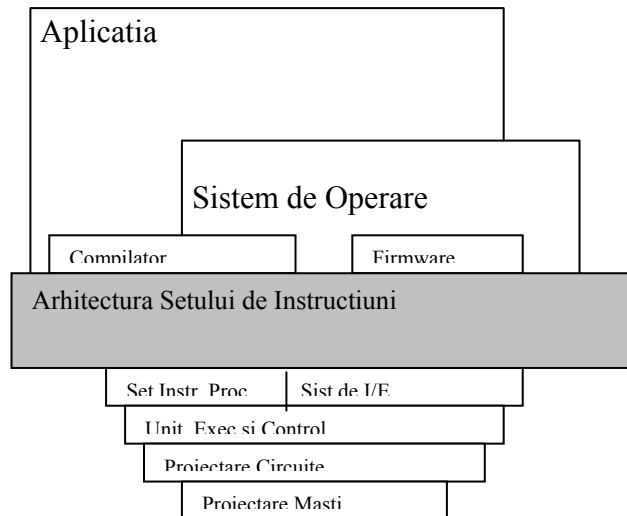 Aplicatia
Sistem de Operare
Compilator
Firmware
Arhitectura Setului de Instructiuni
Set Instr. Proc
Sist de I/E
Unit. Exec si Control
Proiectare Circuite
Proiectare Masti